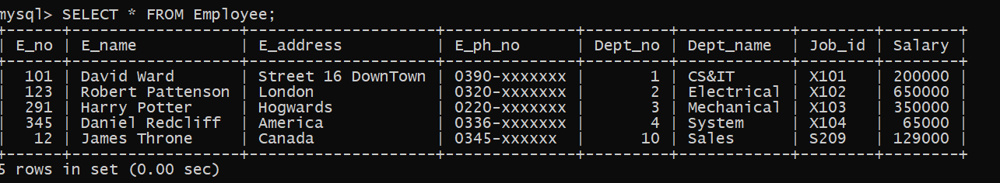 mysql> SELECT * FROM Employee;
+------+------------------+--------------------+--------------+---------+------------+--------+--------+
| E_no | E_name           | E_address          | E_ph_no      | Dept_no | Dept_name  | Job_id | Salary |
+------+------------------+--------------------+--------------+---------+------------+--------+--------+
|  101 | David Ward       | Street 16 DownTown | 0390-xxxxxxx |       1 | CS&IT      | X101   | 200000 |
|  123 | Robert Pattenson | London             | 0320-xxxxxxx |       2 | Electrical | X102   | 650000 |
|  291 | Harry Potter     | Hogwards           | 0220-xxxxxxx |       3 | Mechanical | X103   | 350000 |
|  345 | Daniel Redcliff  | America            | 0336-xxxxxxx |       4 | System     | X104   |  65000 |
|   12 | James Throne     | Canada             | 0345-xxxxxx  |      10 | Sales      | S209   | 129000 |
+------+------------------+--------------------+--------------+---------+------------+--------+--------+
5 rows in set (0.00 sec)